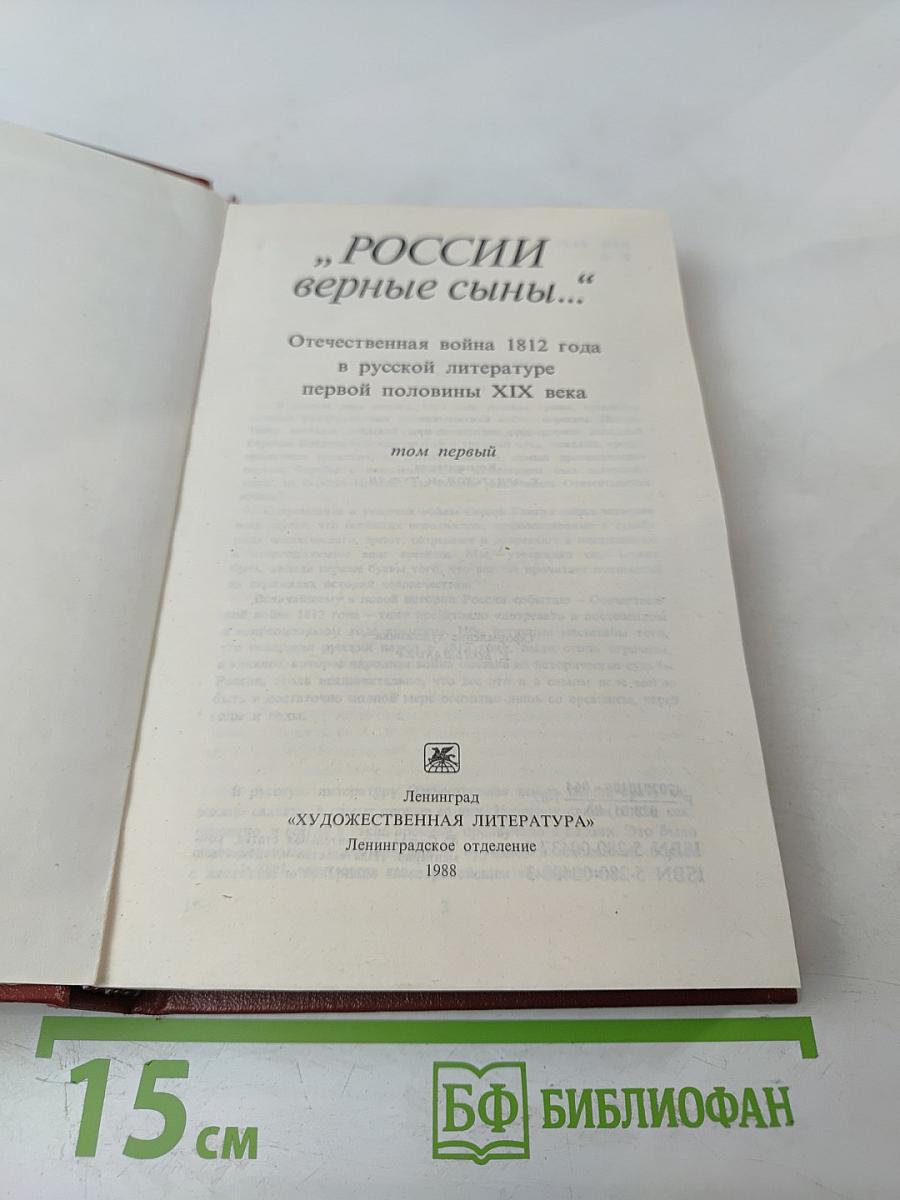 „РОССИИ
верные сыны...“
Отечественная война 1812 года
в русской литературе
первой половины XIX века
том первый
Ленинград
«ХУДОЖЕСТВЕННАЯ ЛИТЕРАТУРА»
Ленинградское отделение
1988
15 см
БФ БИБЛИОФАН